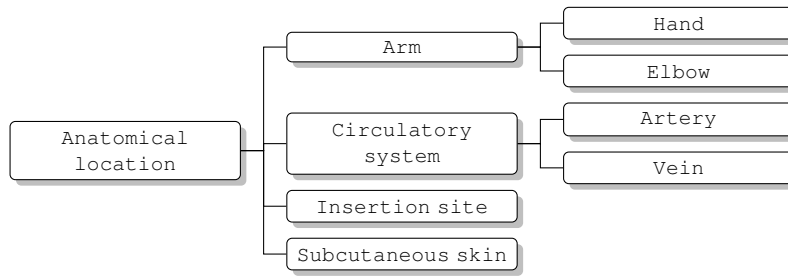 Anatomical
location
Arm
Hand
Elbow
Circulatory
system
Artery
Vein
Insertion site
Subcutaneous skin